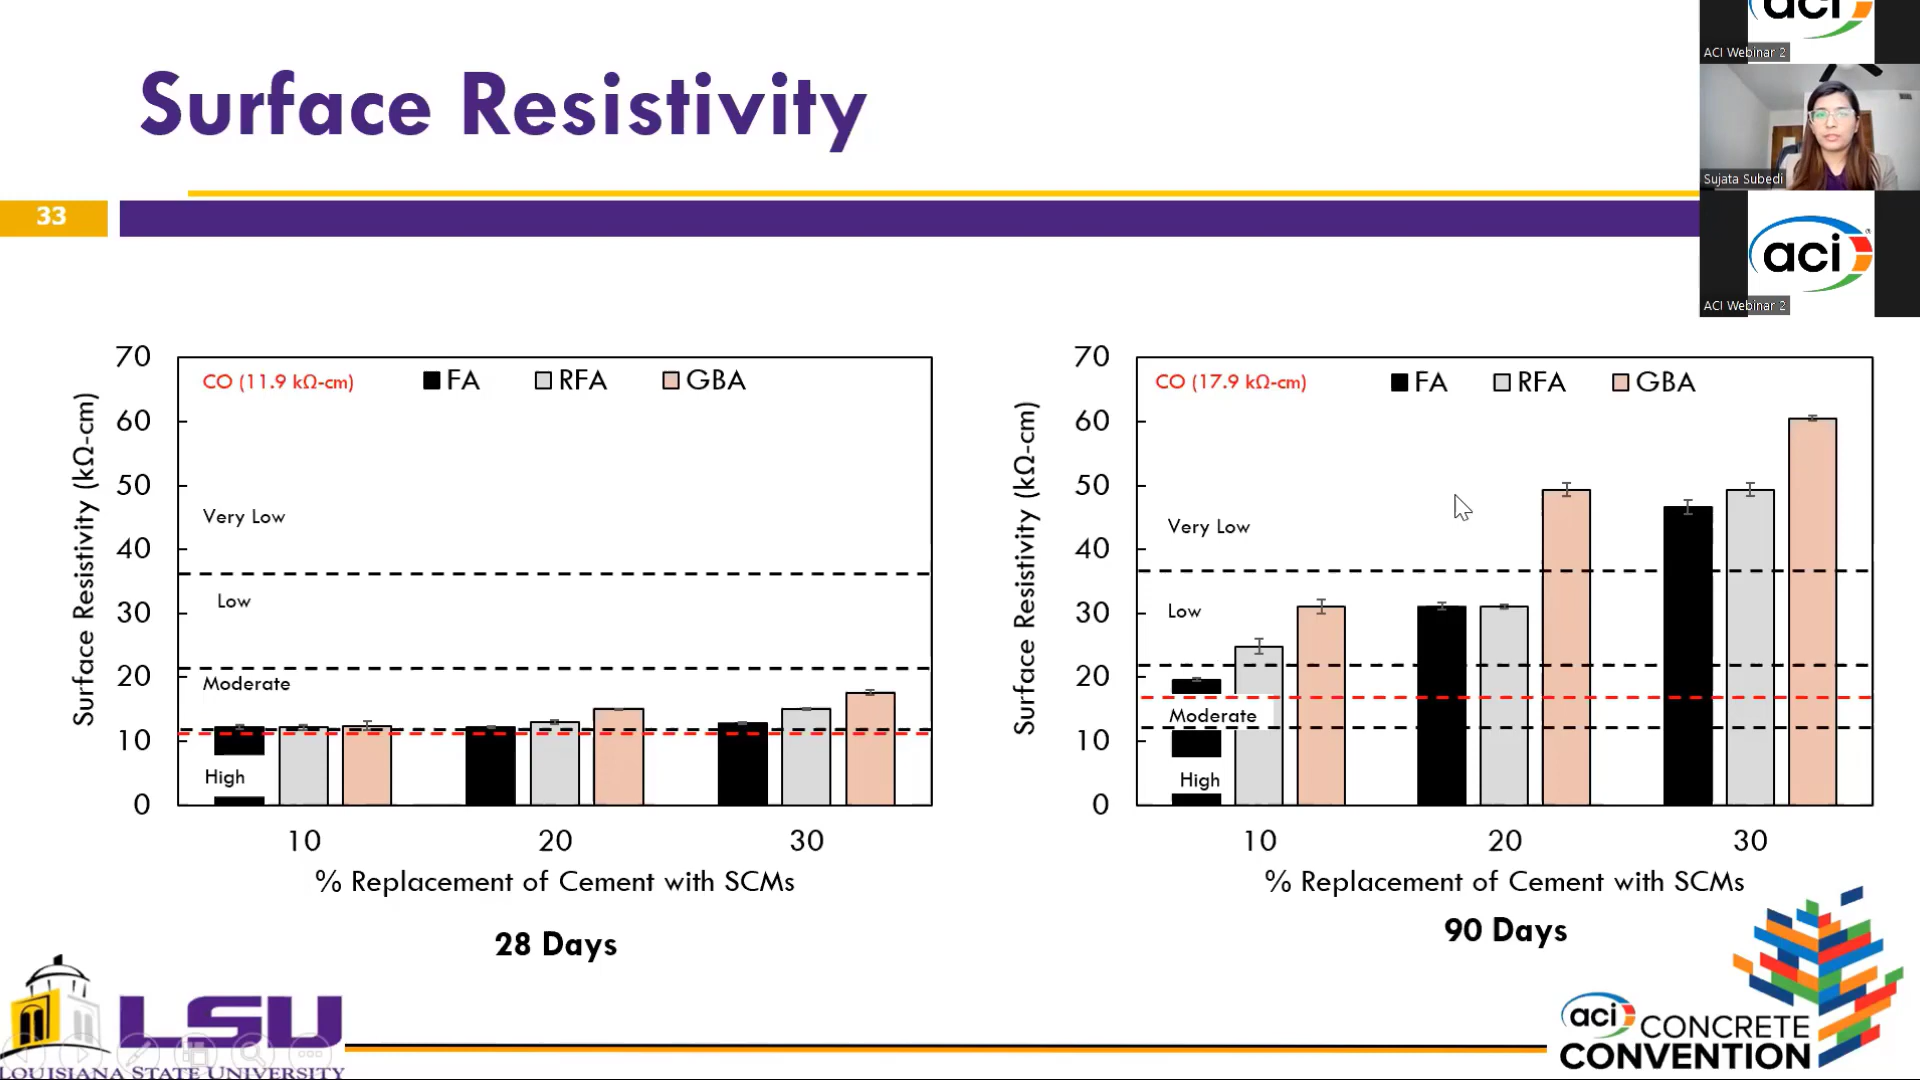 Surface Resistivity
33
ACI Webinar 2
Sujata Subedi
aci
ACI Webinar 2
70
60
50
40
30
20
10
0
Surface Resistivity (kΩ-cm)
CO (11.9 kΩ-cm)
FA
RFA
GBA
Very Low
Low
Moderate
High
10
20
30
% Replacement of Cement with SCMs
28 Days
70
60
50
40
30
20
10
0
Surface Resistivity (kΩ-cm)
CO (17.9 kΩ-cm)
FA
RFA
GBA
Very Low
Low
Moderate
High
10
20
30
% Replacement of Cement with SCMs
90 Days
LSU
LOUISIANA STATE UNIVERSITY
aci CONCRETE
CONVENTION